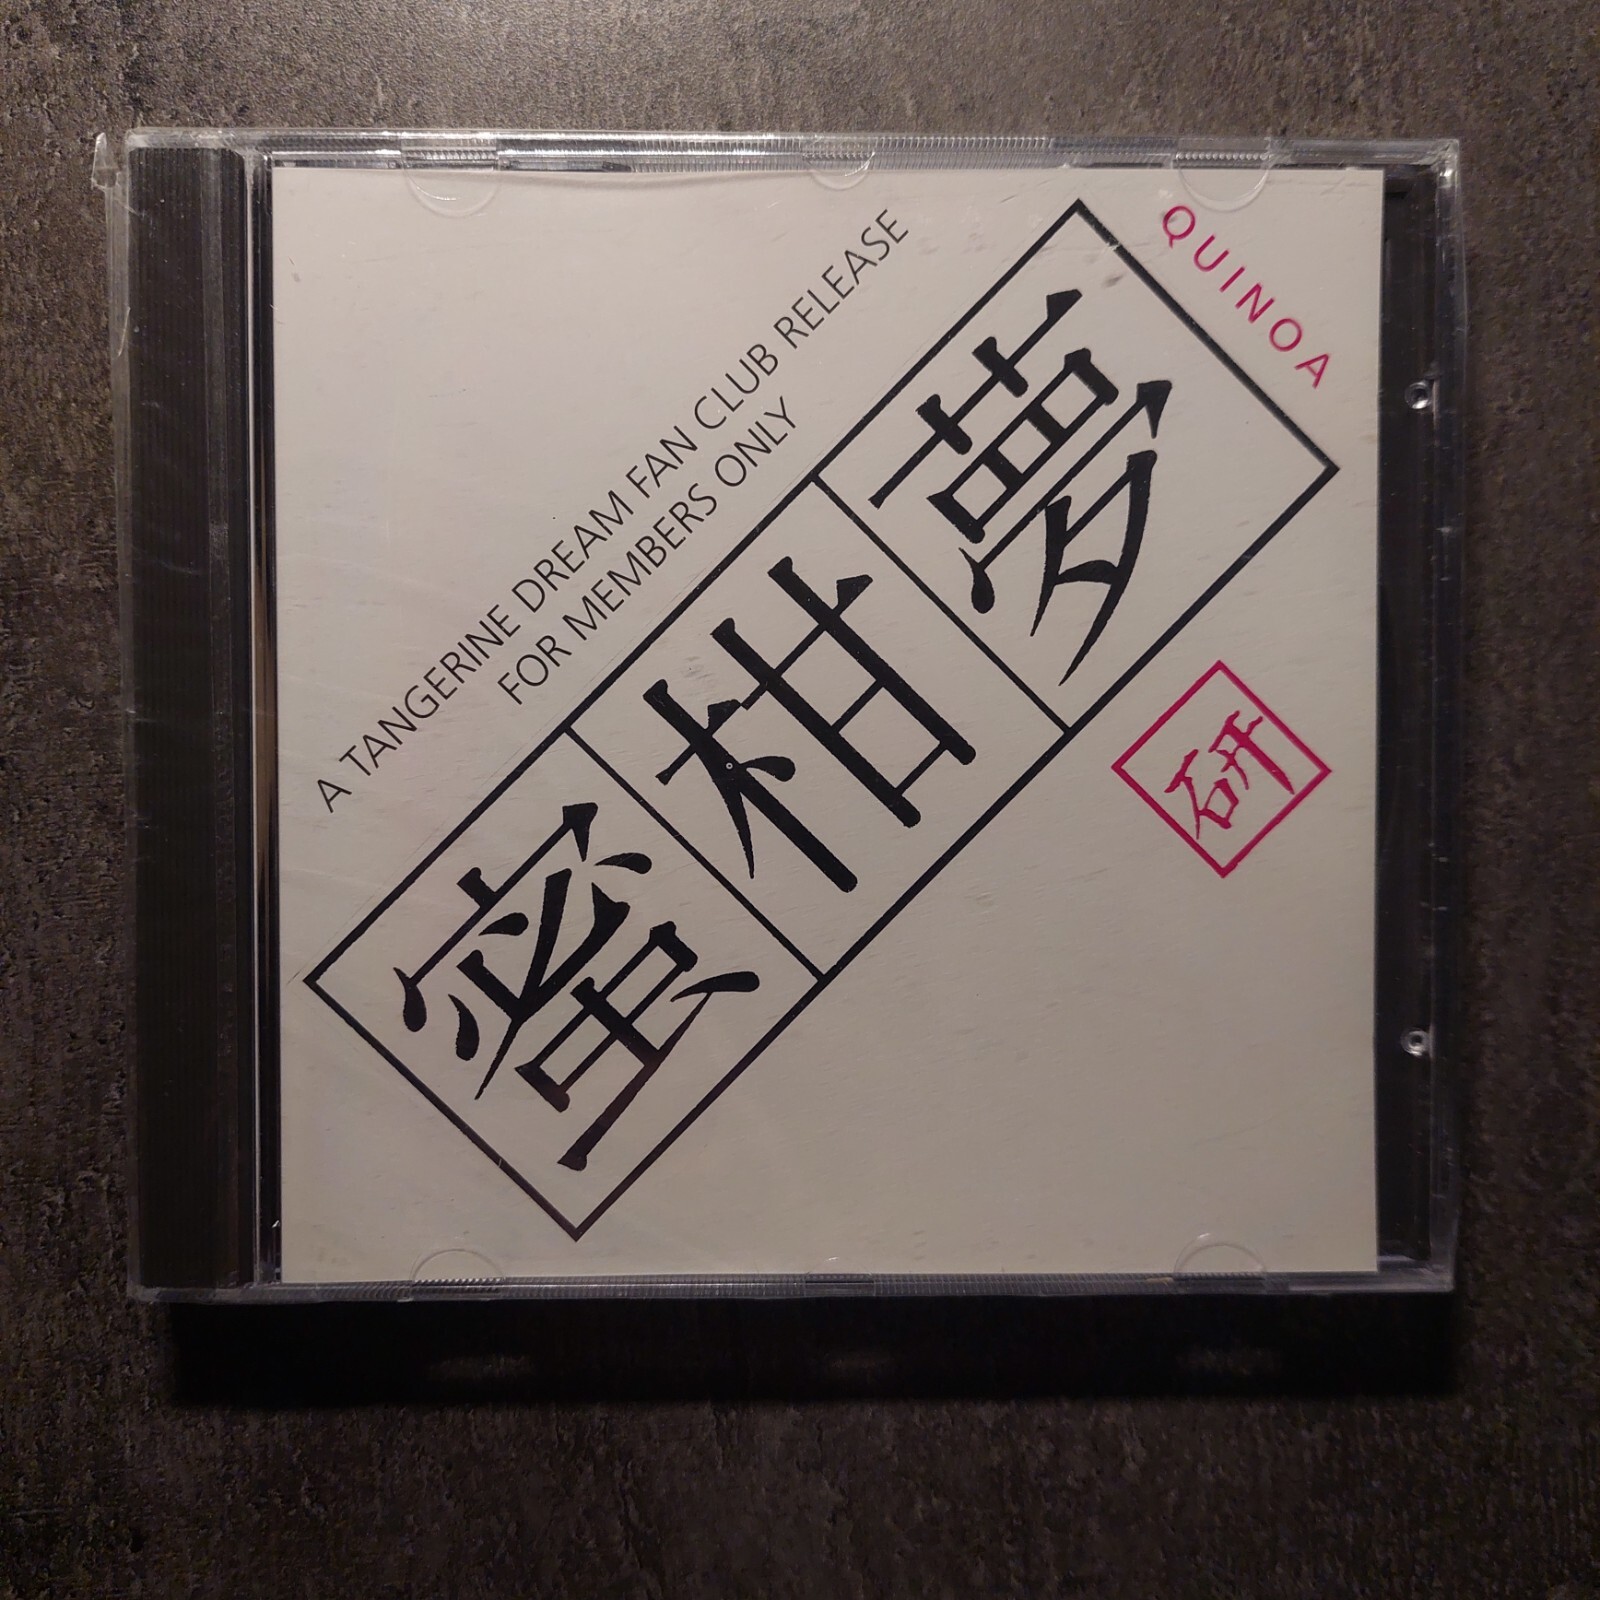 A TANGERINE DREAM FAN CLUB RELEASE
FOR MEMBERS ONLY
蜜柑夢
QUINOA
研